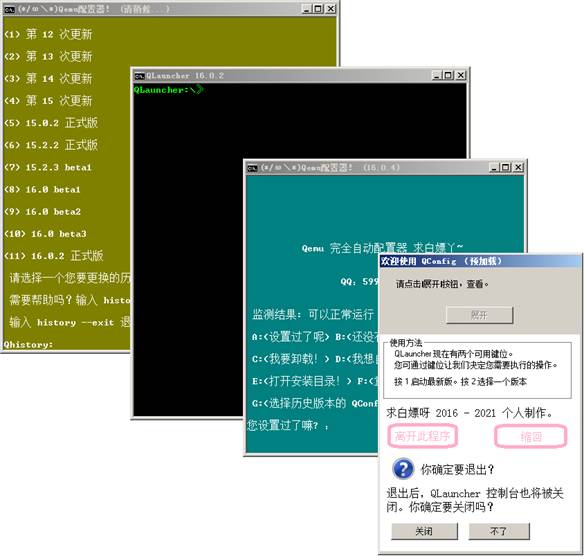 (*/ω＼*)Qemu配置器! (请稍候...)
<1> 第 12 次更新
<2> 第 13 次更新
<3> 第 14 次更新
<4> 第 15 次更新
<5> 15.0.2 正式版
<6> 15.2.2 正式版
<7> 15.2.3 beta1
<8> 16.0 beta1
<9> 16.0 beta2
<10> 16.0 beta3
<11> 16.0.2 正式版
请选择一个您要更换的历
需要帮助吗？输入 histo
输入 history --exit 退
Qhistory:
QLauncher 16.0.2
QLauncher:\》
(*/ω＼*)Qemu配置器! (16.0.4)
Qemu 完全自动配置器 求白嫖丫~
QQ: 599
监测结果：可以正常运行
A:<设置过了呢> B:<还没
C:<我要卸载！> D:<我想
E:<打开安装目录！> F:<
G:<选择历史版本的 QConf
您设置过了嘛？:
欢迎使用 QConfig （预加载）
请点击展开按钮，查看。
展开
使用方法
QLauncher现在有两个可用键位。
您可通过键位让我们决定您需要执行的操作。
按 1 启动最新版。按 2 选择一个版本
求白嫖呀 2016 - 2021 个人制作。
离开此程序 缩回
你确定要退出？
退出后，QLauncher 控制台也将被关
闭。你确定要关闭吗？
关闭 不了